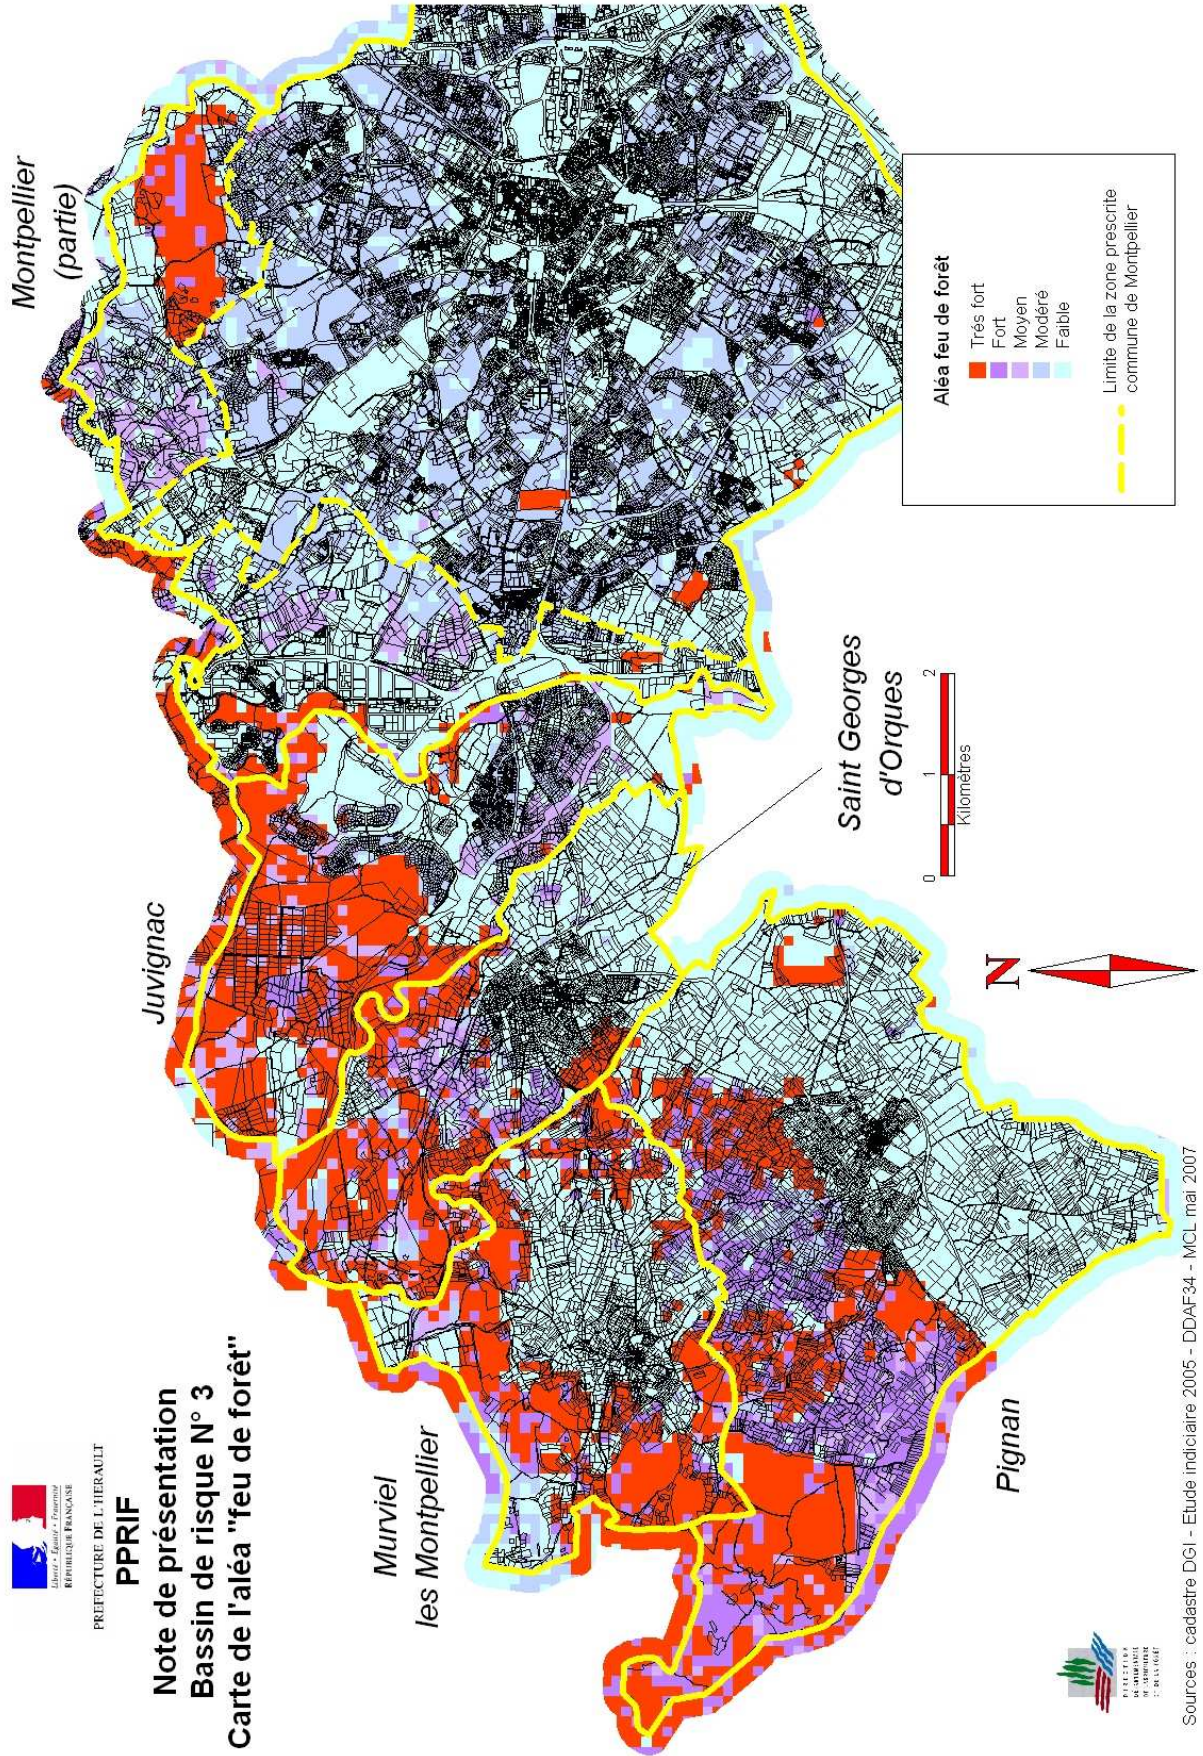 Liberté • Égalité • Fraternité
RÉPUBLIQUE FRANÇAISE
PREFECTURE DE L'HERAULT
PPRIF
Note de présentation
Bassin de risque N° 3
Carte de l'aléa "feu de forêt"
Montpellier
(partie)
Juvignac
Murviel
les Montpellier
Saint Georges
d'Orques
Pignan
0 1 2
Kilomètres
N
Aléa feu de forêt
Trés fort
Fort
Moyen
Modéré
Faible
Limite de la zone prescrite
commune de Montpellier
Sources : cadastre DGI - Etude indiciaire 2005 - DDAF34 - MCL mai 2007